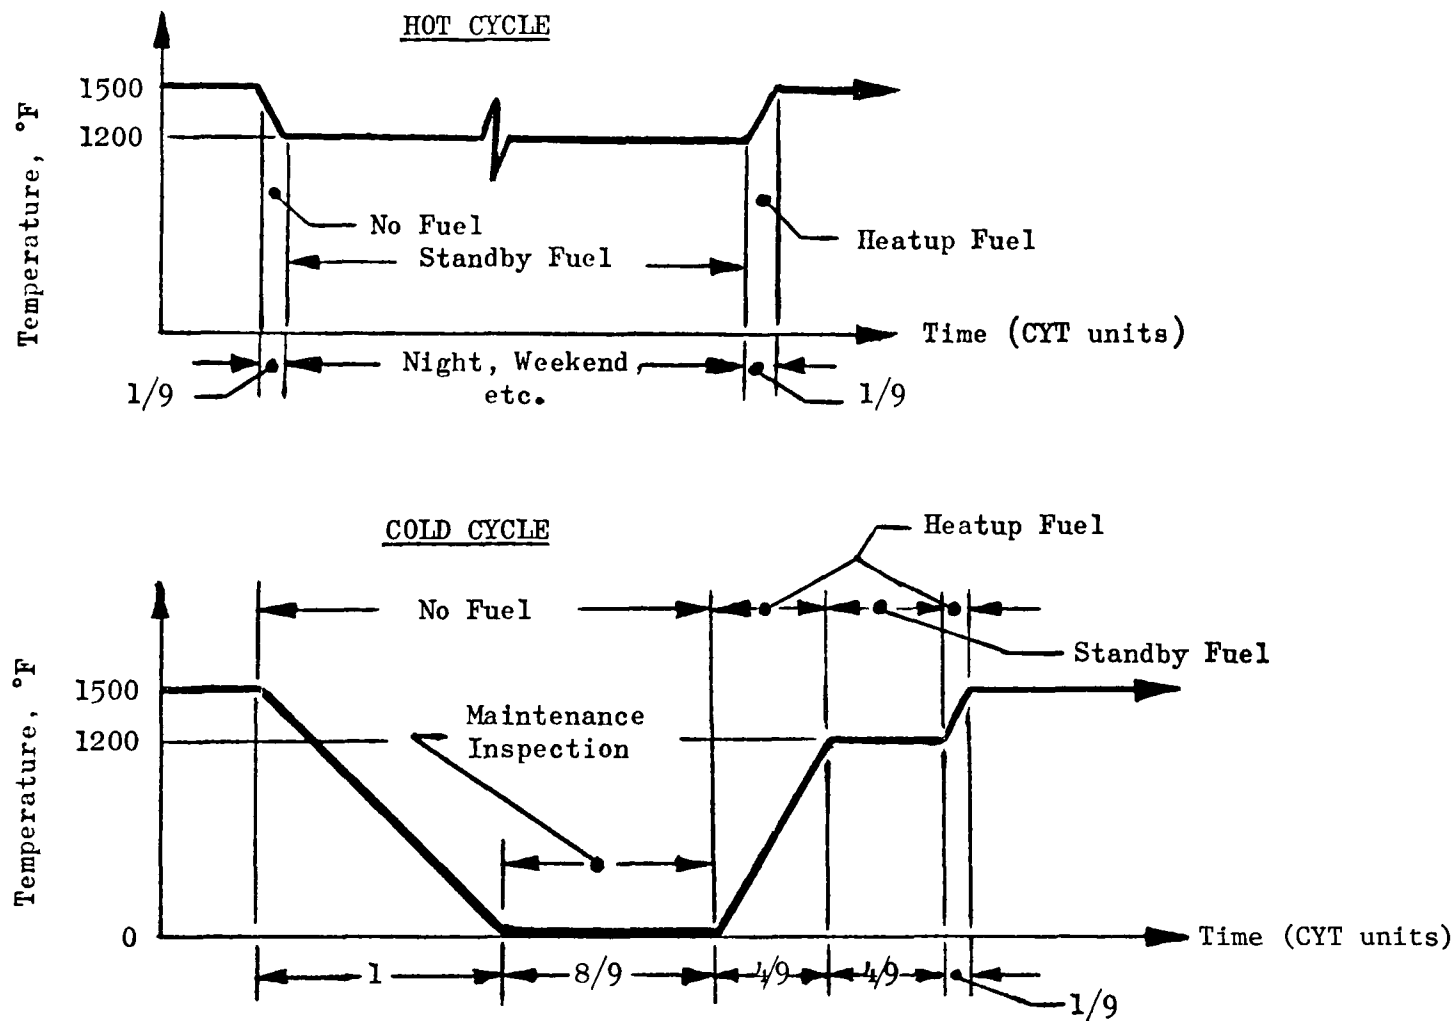 HOT CYCLE
Temperature, °F
1500
1200
No Fuel
Standby Fuel
Heatup Fuel
Time (CYT units)
Night, Weekend,
etc.
1/9
1/9
COLD CYCLE
Heatup Fuel
No Fuel
Standby Fuel
Temperature, °F
1500
1200
Maintenance
Inspection
0
Time (CYT units)
1
8/9
4/9
4/9
1/9